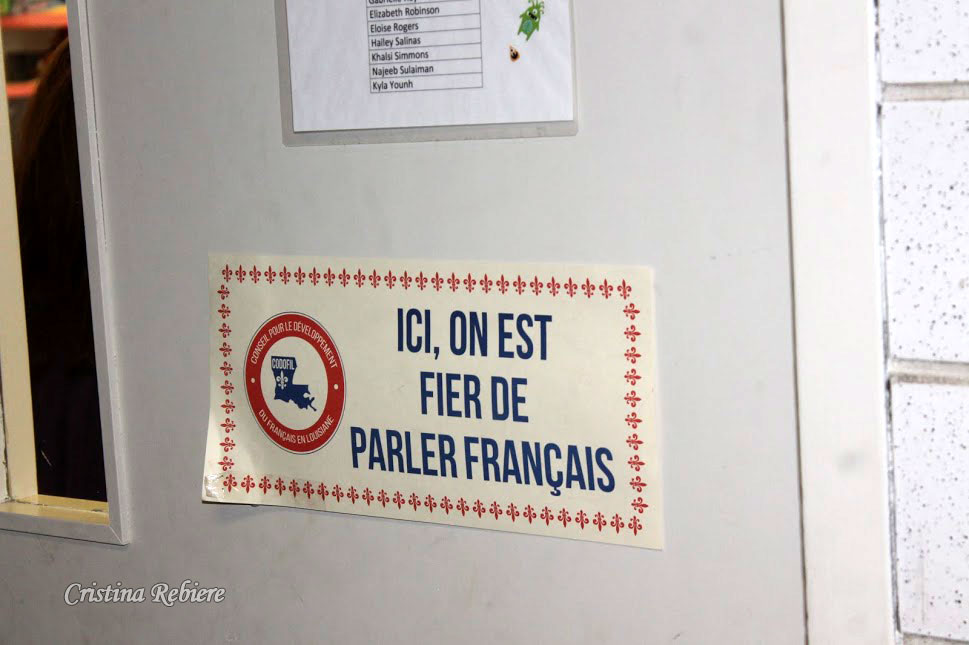 Elizabeth Robinson
Eloise Rogers
Hailey Salinas
Khalsi Simmons
Najeeb Sulaiman
Kyla Younh
CONSEIL POUR LE DÉVELOPPEMENT
CODOFIL
DU FRANÇAIS EN LOUISIANE
ICI, ON EST
FIER DE
PARLER FRANÇAIS
Cristina Rebiere